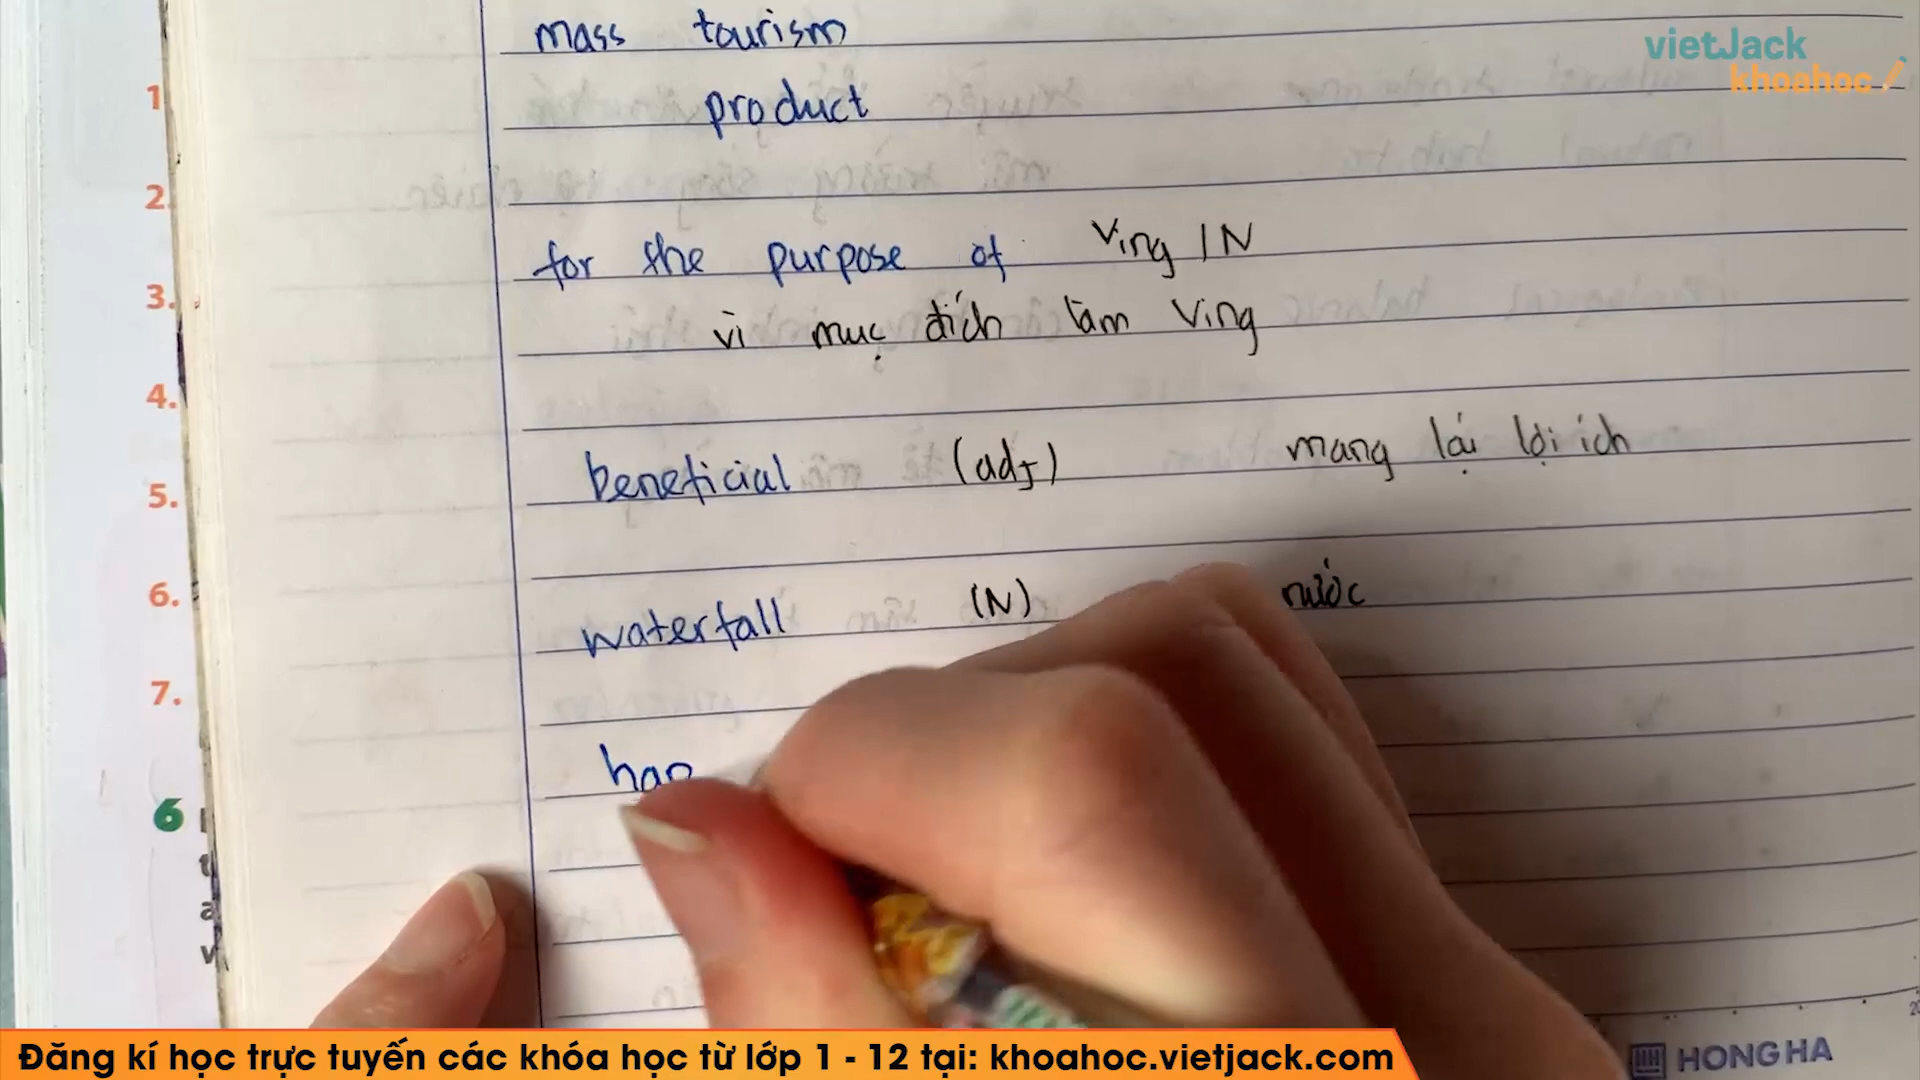 vietJack
khoahoc
mass tourism
product
for the purpose of Ving / N
vì mục đích làm Ving
beneficial (adj) mang lại lợi ích
waterfall (N) nước
1
2.
3.
4.
5.
6.
7.
6
HONG HA
Đăng kí học trực tuyến các khóa học từ lớp 1 - 12 tại: khoahoc.vietjack.com